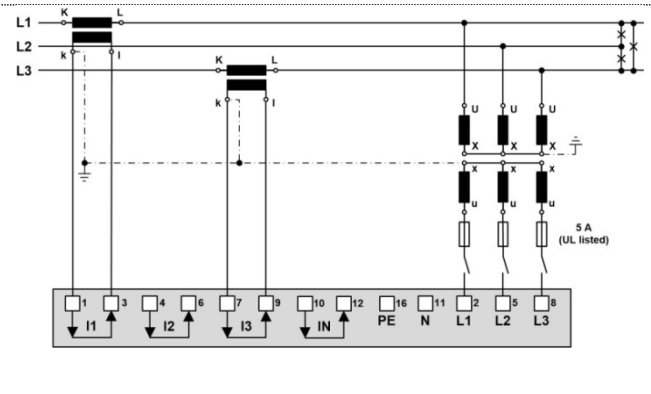 L1 K L
L2
k l
L3 K L
k l
U U U
X X X
x x x
u u u
5 A
(UL listed)
1 3 4 6 7 9 10 12 16 11 2 5 8
I1 I2 I3 IN PE N L1 L2 L3